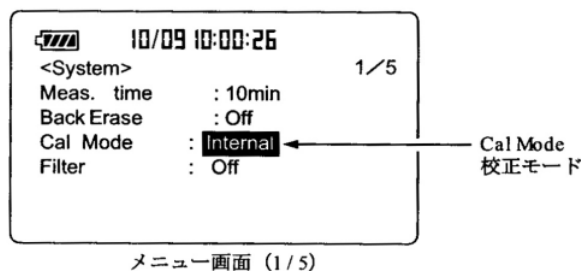 10/09 10:00:26
<System> 1／5
Meas. time : 10min
Back Erase : Off
Cal Mode : Internal
Filter : Off
Cal Mode
校正モード
メニュー画面（1/5）